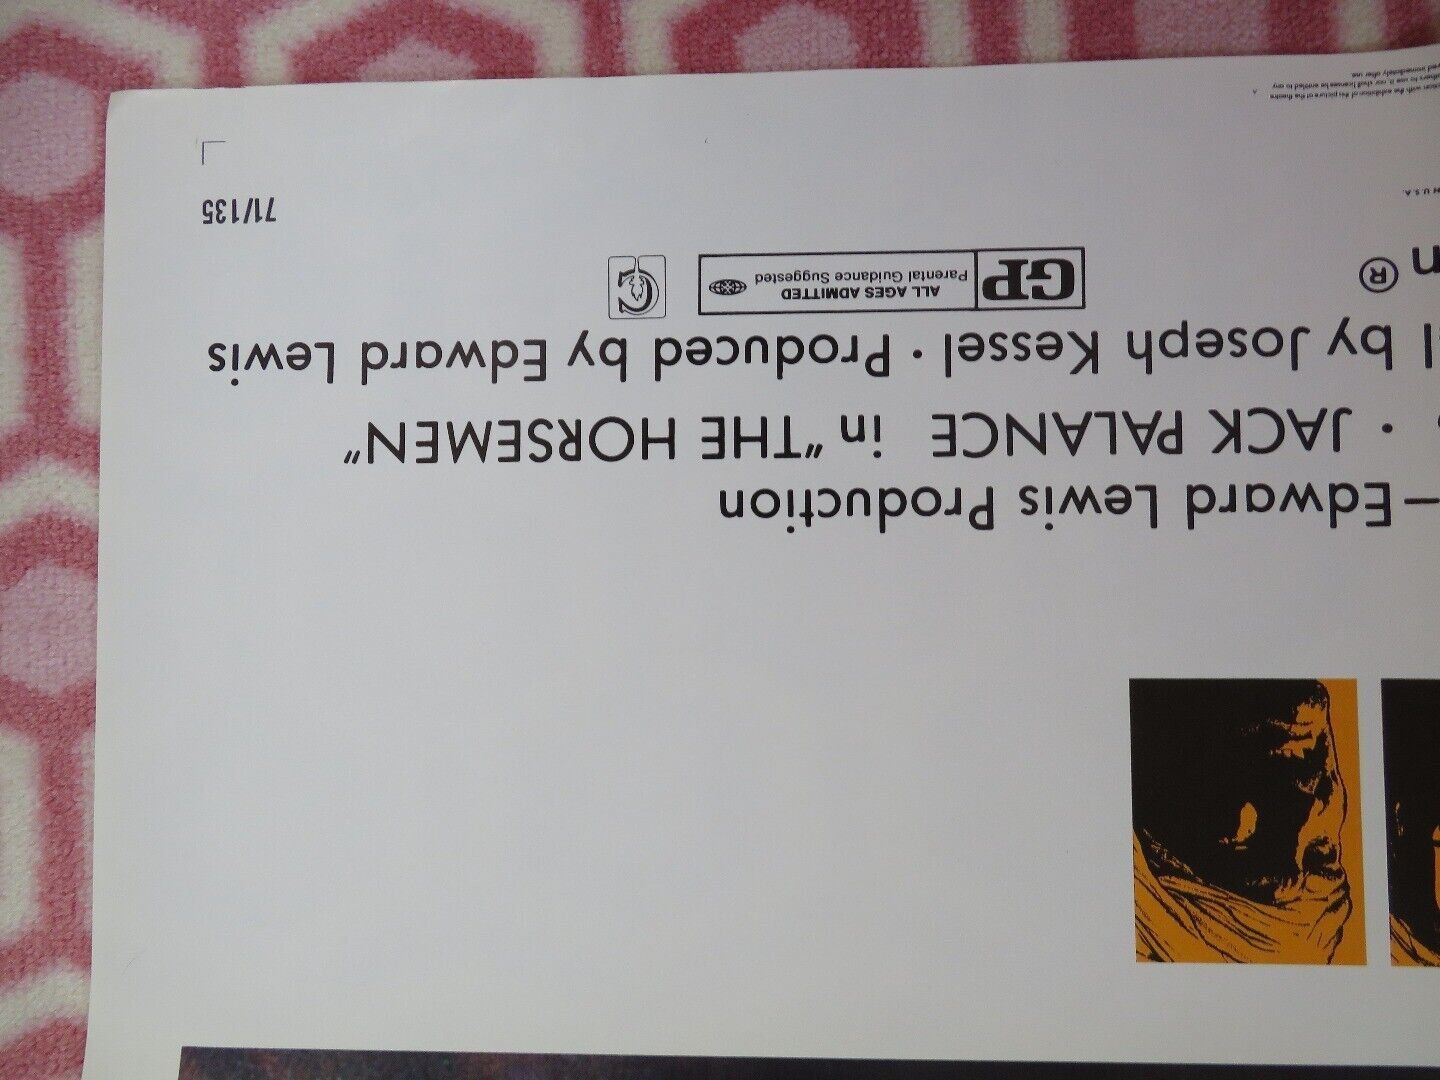 –Edward Lewis Production
• JACK PALANCE in "THE HORSEMEN"
by Joseph Kessel • Produced by Edward Lewis
n ®
GP
ALL AGES ADMITTED
Parental Guidance Suggested
C
U.S.A.
71/135